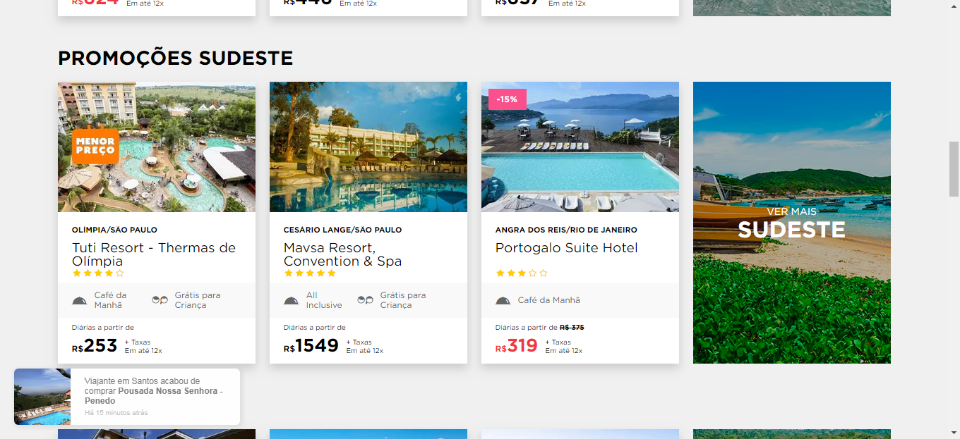 R$624
Em até 12x
R$446
Em até 12x
Em até 12x
PROMOÇÕES SUDESTE
MENOR
PREÇO
OLÍMPIA/SÃO PAULO
Tuti Resort - Thermas de
Olímpia
Café da
Manhã
Grátis para
Criança
Diárias a partir de
R$253
+ Taxas
Em até 12x
CESÁRIO LANGE/SÃO PAULO
Mavsa Resort,
Convention & Spa
All
Inclusive
Grátis para
Criança
Diárias a partir de
R$1549
+ Taxas
Em até 12x
-15%
ANGRA DOS REIS/RIO DE JANEIRO
Portogalo Suite Hotel
Café da Manhã
Diárias a partir de R$ 375
R$319
+ Taxas
Em até 12x
VER MAIS
SUDESTE
Viajante em Santos acabou de
comprar Pousada Nossa Senhora -
Penedo
Há 15 minutos atrás